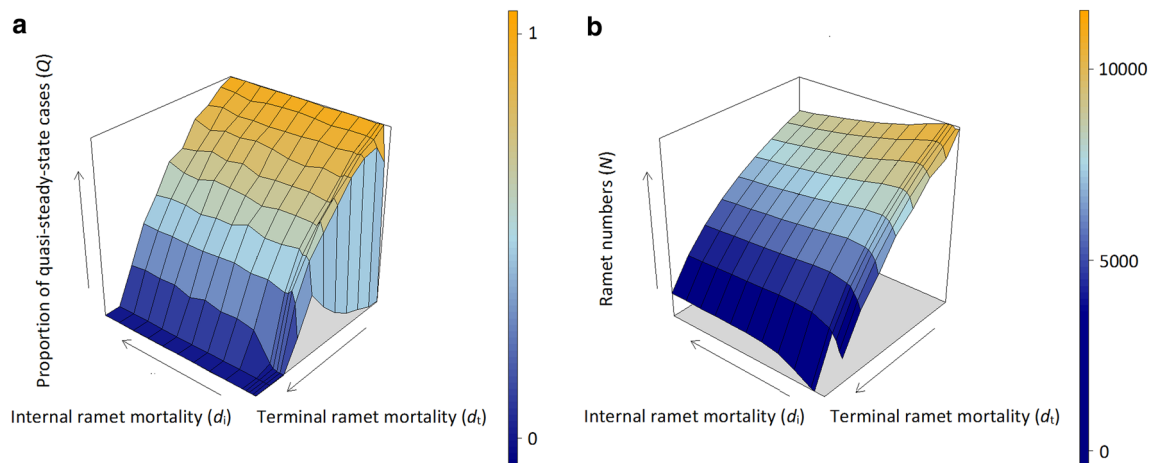 a
Proportion of quasi-steady-state cases (Q)
Internal ramet mortality (di)
Terminal ramet mortality (dt)
1
0
b
Ramet numbers (N)
Internal ramet mortality (di)
Terminal ramet mortality (dt)
10000
5000
0